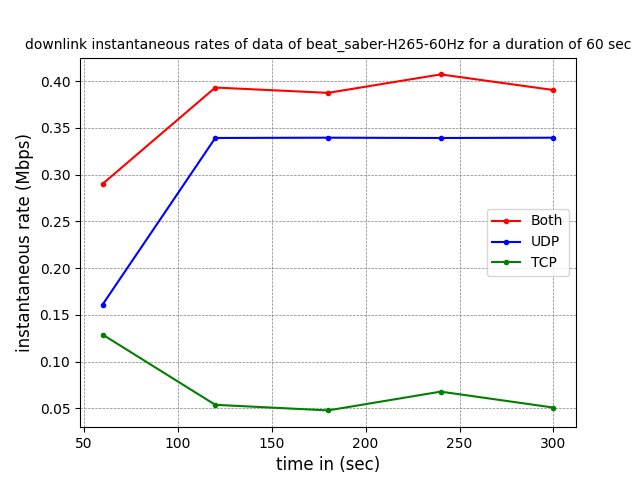 downlink instantaneous rates of data of beat_saber-H265-60Hz for a duration of 60 sec
instantaneous rate (Mbps)
0.40
0.35
0.30
0.25
0.20
0.15
0.10
0.05
Both
UDP
TCP
50
100
150
200
250
300
time in (sec)